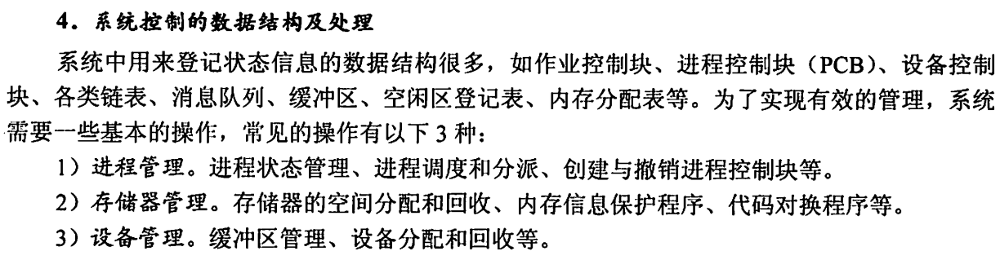 4．系统控制的数据结构及处理
系统中用来登记状态信息的数据结构很多，如作业控制块、进程控制块（PCB）、设备控制
块、各类链表、消息队列、缓冲区、空闲区登记表、内存分配表等。为了实现有效的管理，系统
需要一些基本的操作，常见的操作有以下 3 种：
1）进程管理。进程状态管理、进程调度和分派、创建与撤销进程控制块等。
2）存储器管理。存储器的空间分配和回收、内存信息保护程序、代码对换程序等。
3）设备管理。缓冲区管理、设备分配和回收等。